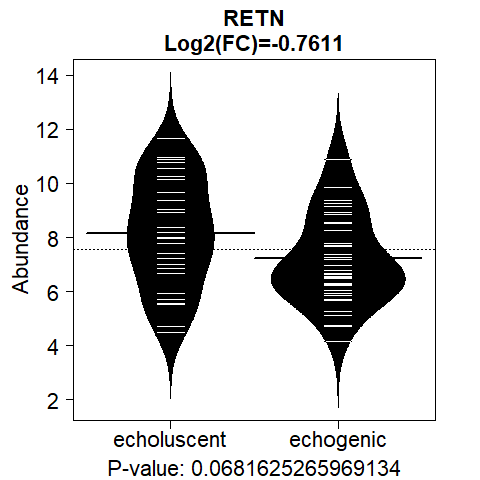 RETN
Log2(FC)=-0.7611
14
12
10
8
6
4
2
Abundance
echoluscent echogenic
P-value: 0.0681625265969134